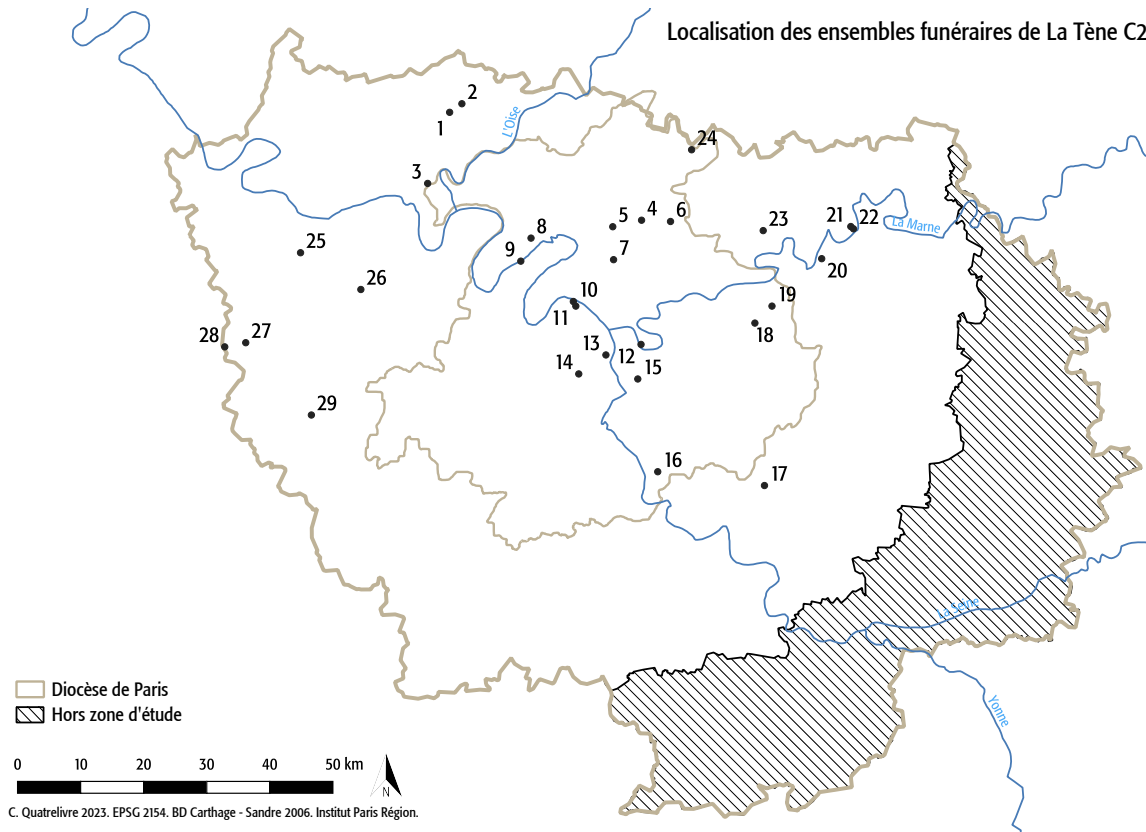 Localisation des ensembles funéraires de La Tène C2
2
1
L'Oise
24
3
5
4
6
23
21
22
La Marne
8
9
7
20
25
26
10
11
19
18
28
27
13
12
14
15
29
16
17
La Seine
Yonne
Diocèse de Paris
Hors zone d'étude
0 10 20 30 40 50 km
N
C. Quatrelivre 2023. EPSG 2154. BD Carthage - Sandre 2006. Institut Paris Région.